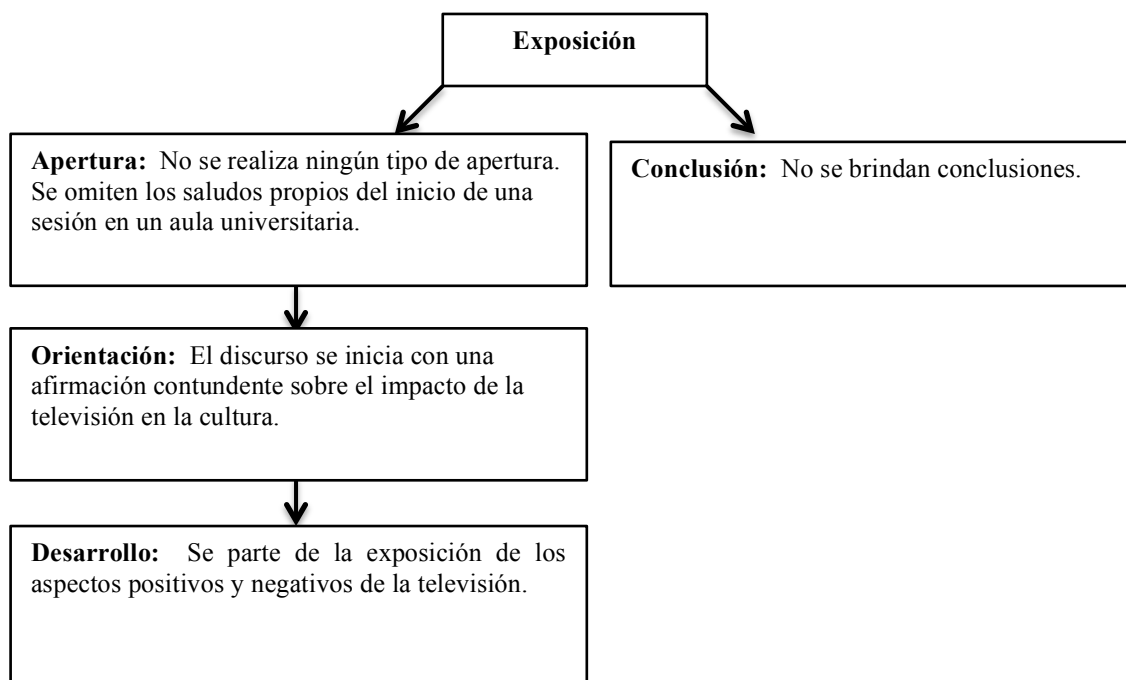 Exposición
Apertura: No se realiza ningún tipo de apertura.
Se omiten los saludos propios del inicio de una
sesión en un aula universitaria.
Conclusión: No se brindan conclusiones.
Orientación: El discurso se inicia con una
afirmación contundente sobre el impacto de la
televisión en la cultura.
Desarrollo: Se parte de la exposición de los
aspectos positivos y negativos de la televisión.